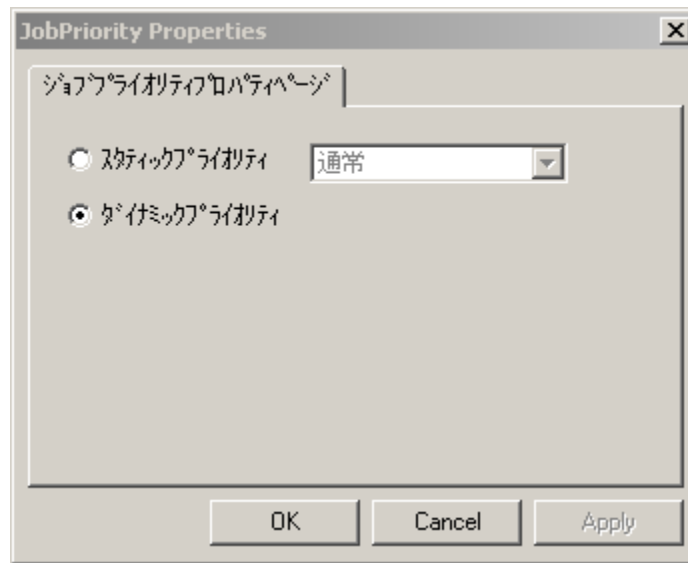 JobPriority Properties
ｼﾞｮﾌﾞﾌﾟﾗｲｵﾘﾃｨﾌﾟﾛﾊﾟﾃｨﾍﾟｰｼﾞ
ｽﾀﾃｨｯｸﾌﾟﾗｲｵﾘﾃｨ 通常
ﾀﾞｲﾅﾐｯｸﾌﾟﾗｲｵﾘﾃｨ
OK Cancel Apply